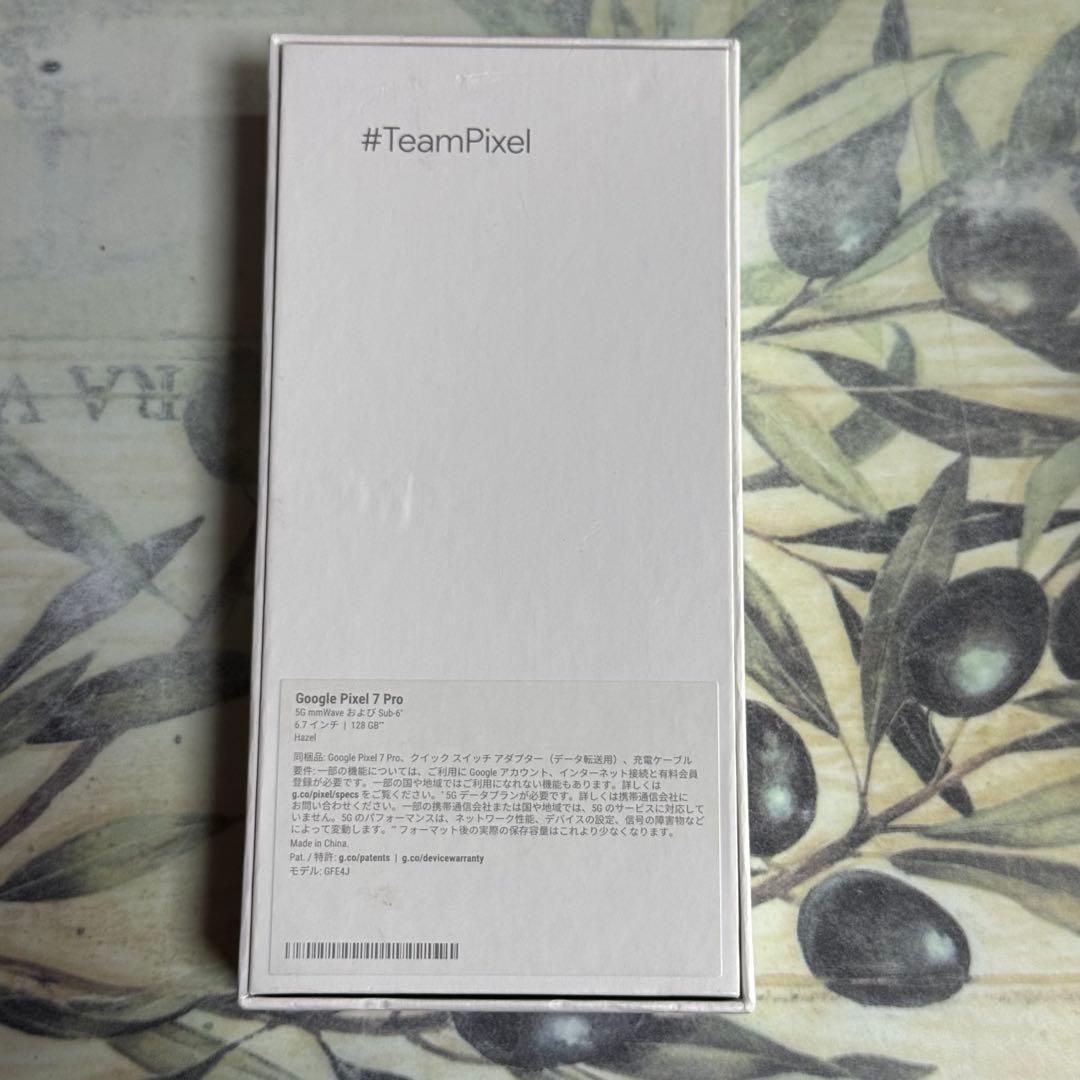 #TeamPixel
RA V
Google Pixel 7 Pro
5G mmWave および Sub-6*
6.7 インチ | 128 GB**
Hazel
同梱品: Google Pixel 7 Pro、クイック スイッチ アダプター（データ転送用）、充電ケーブル
要件: 一部の機能については、ご利用に Google アカウント、インターネット接続と有料会員
登録が必要です。一部の国や地域ではご利用になれない機能もあります。詳しくは
g.co/pixel/specs をご覧ください。*5G データプランが必要です。詳しくは携帯通信会社に
お問い合わせください。一部の携帯通信会社または国や地域では、5G のサービスに対応して
いません。5G のパフォーマンスは、ネットワーク性能、デバイスの設定、信号の障害物など
によって変動します。**フォーマット後の実際の保存容量はこれより少なくなります。
Made in China.
Pat. / 特許: g.co/patents | g.co/devicewarranty
モデル: GFE4J